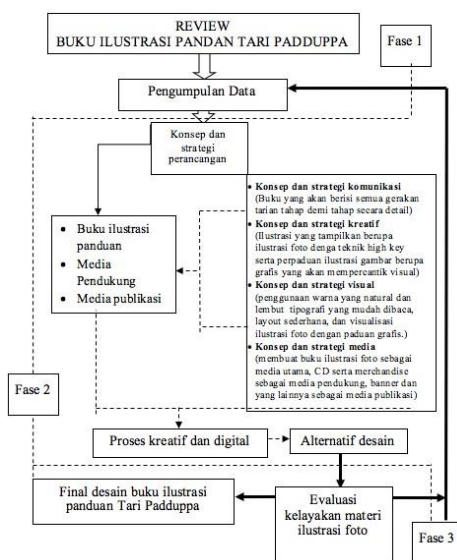 REVIEW
BUKU ILUSTRASI PANDAN TARI PADDUPPA
Fase 1
Pengumpulan Data
Konsep dan
strategi
perancangan
• Buku ilustrasi
panduan
• Media
Pendukung
• Media publikasi
• Konsep dan strategi komunikasi
(Buku yang akan berisi semua gerakan
tarian tahap demi tahap secara detail)
• Konsep dan strategi kreatif
(Ilustrasi yang tampilkan berupa
ilustrasi foto denga teknik high key
serta perpaduan ilustrasi gambar berupa
grafis yang akan mempercantik visual)
• Konsep dan strategi visual
(penggunaan warna yang natural dan
lembut tipografi yang mudah dibaca,
layout sederhana, dan visualisasi
ilustrasi foto dengan paduan grafis.)
• Konsep dan strategi media
(membuat buku ilustrasi foto sebagai
media utama, CD serta merchandise
sebagai media pendukung, banner dan
yang lainnya sebagai media publikasi)
Fase 2
Proses kreatif dan digital
Alternatif desain
Final desain buku ilustrasi
panduan Tari Padduppa
Evaluasi
kelayakan materi
ilustrasi foto
Fase 3